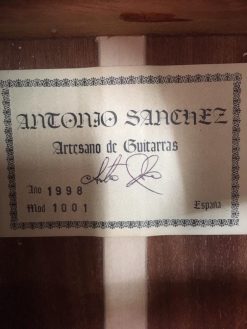 ANTONIO SANCHEZ
Artesano de Guitarras
Año 1998
Mod 1001
España